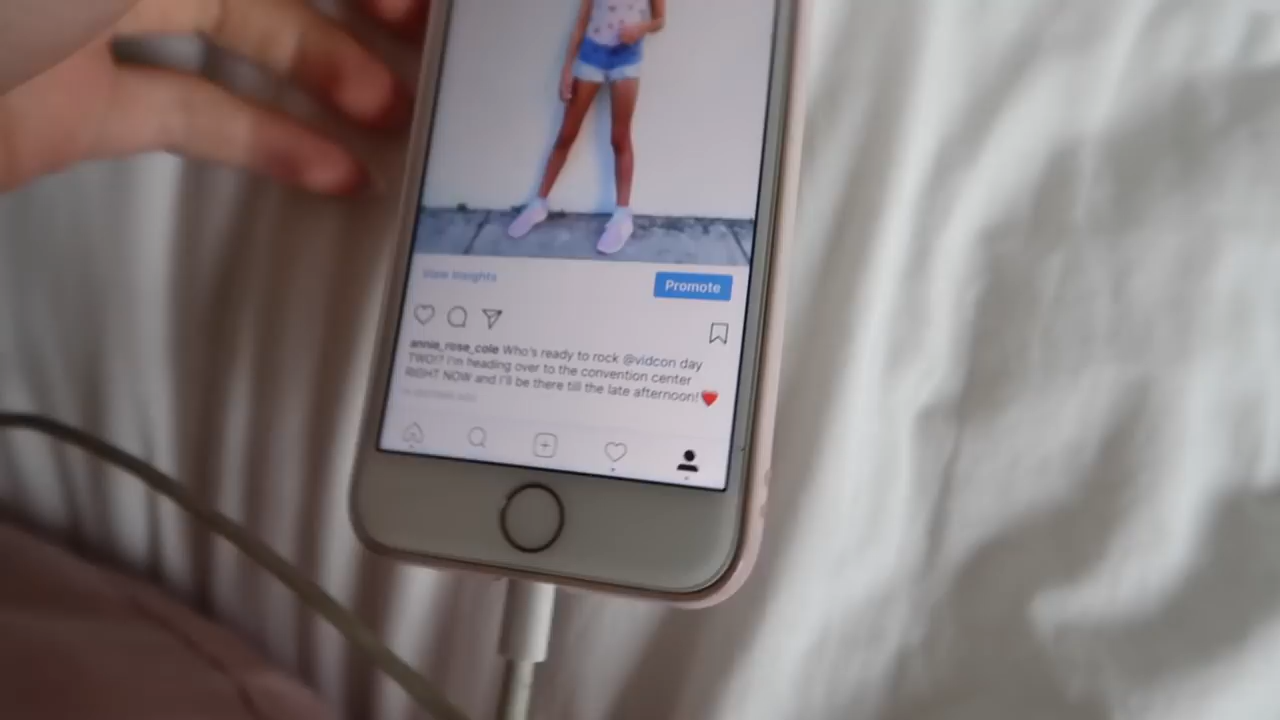 View Insights
Promote
annie_rose_cole Who's ready to rock @vidcon day
TWO!? I'm heading over to the convention center
RIGHT NOW and I'll be there till the late afternoon!❤️